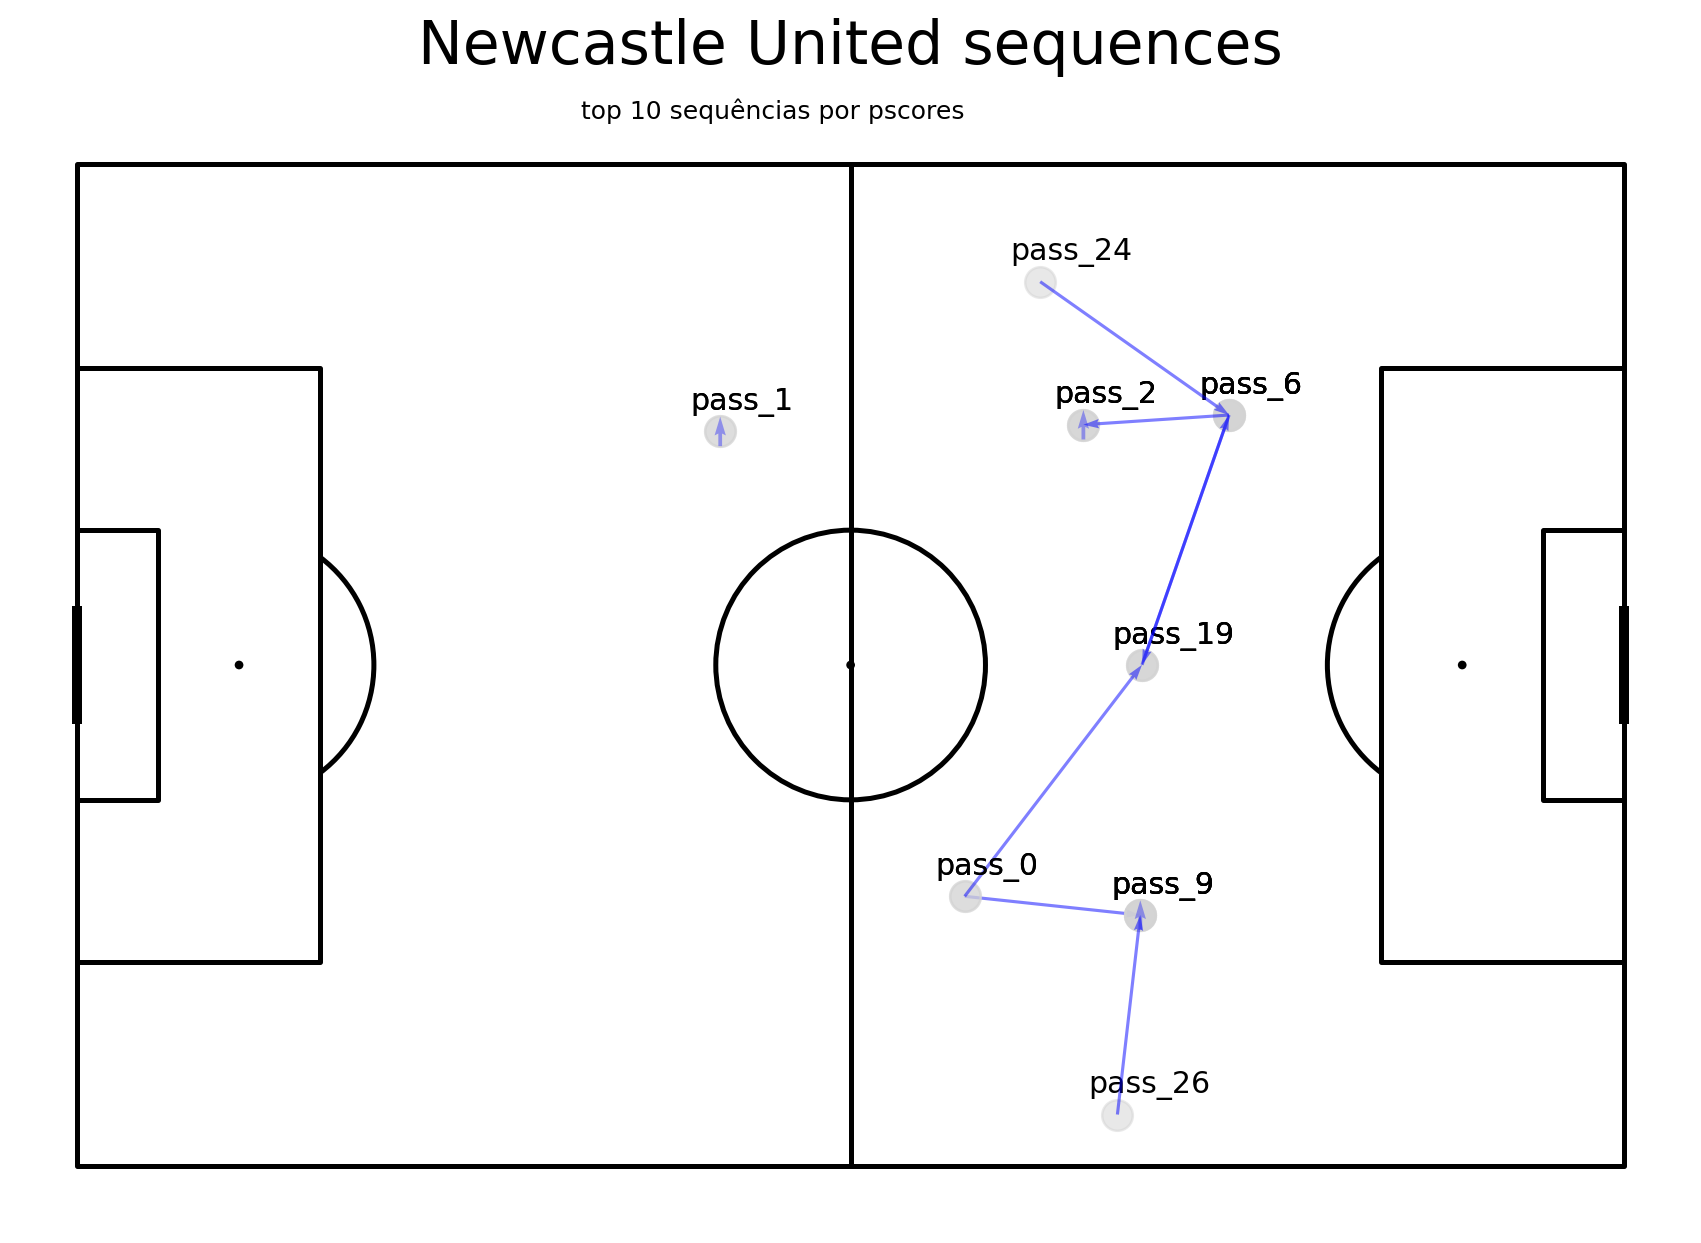 Newcastle United sequences
top 10 sequências por pscores
pass_24
pass_6
pass_2
pass_1
pass_19
pass_0
pass_9
pass_26